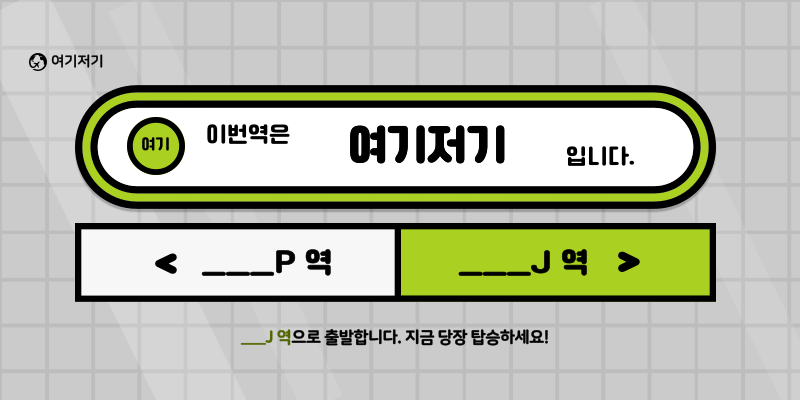 여기저기
여기 이번역은 여기저기 입니다.
< ___P 역 ___J 역 >
___J 역으로 출발합니다. 지금 당장 탑승하세요!